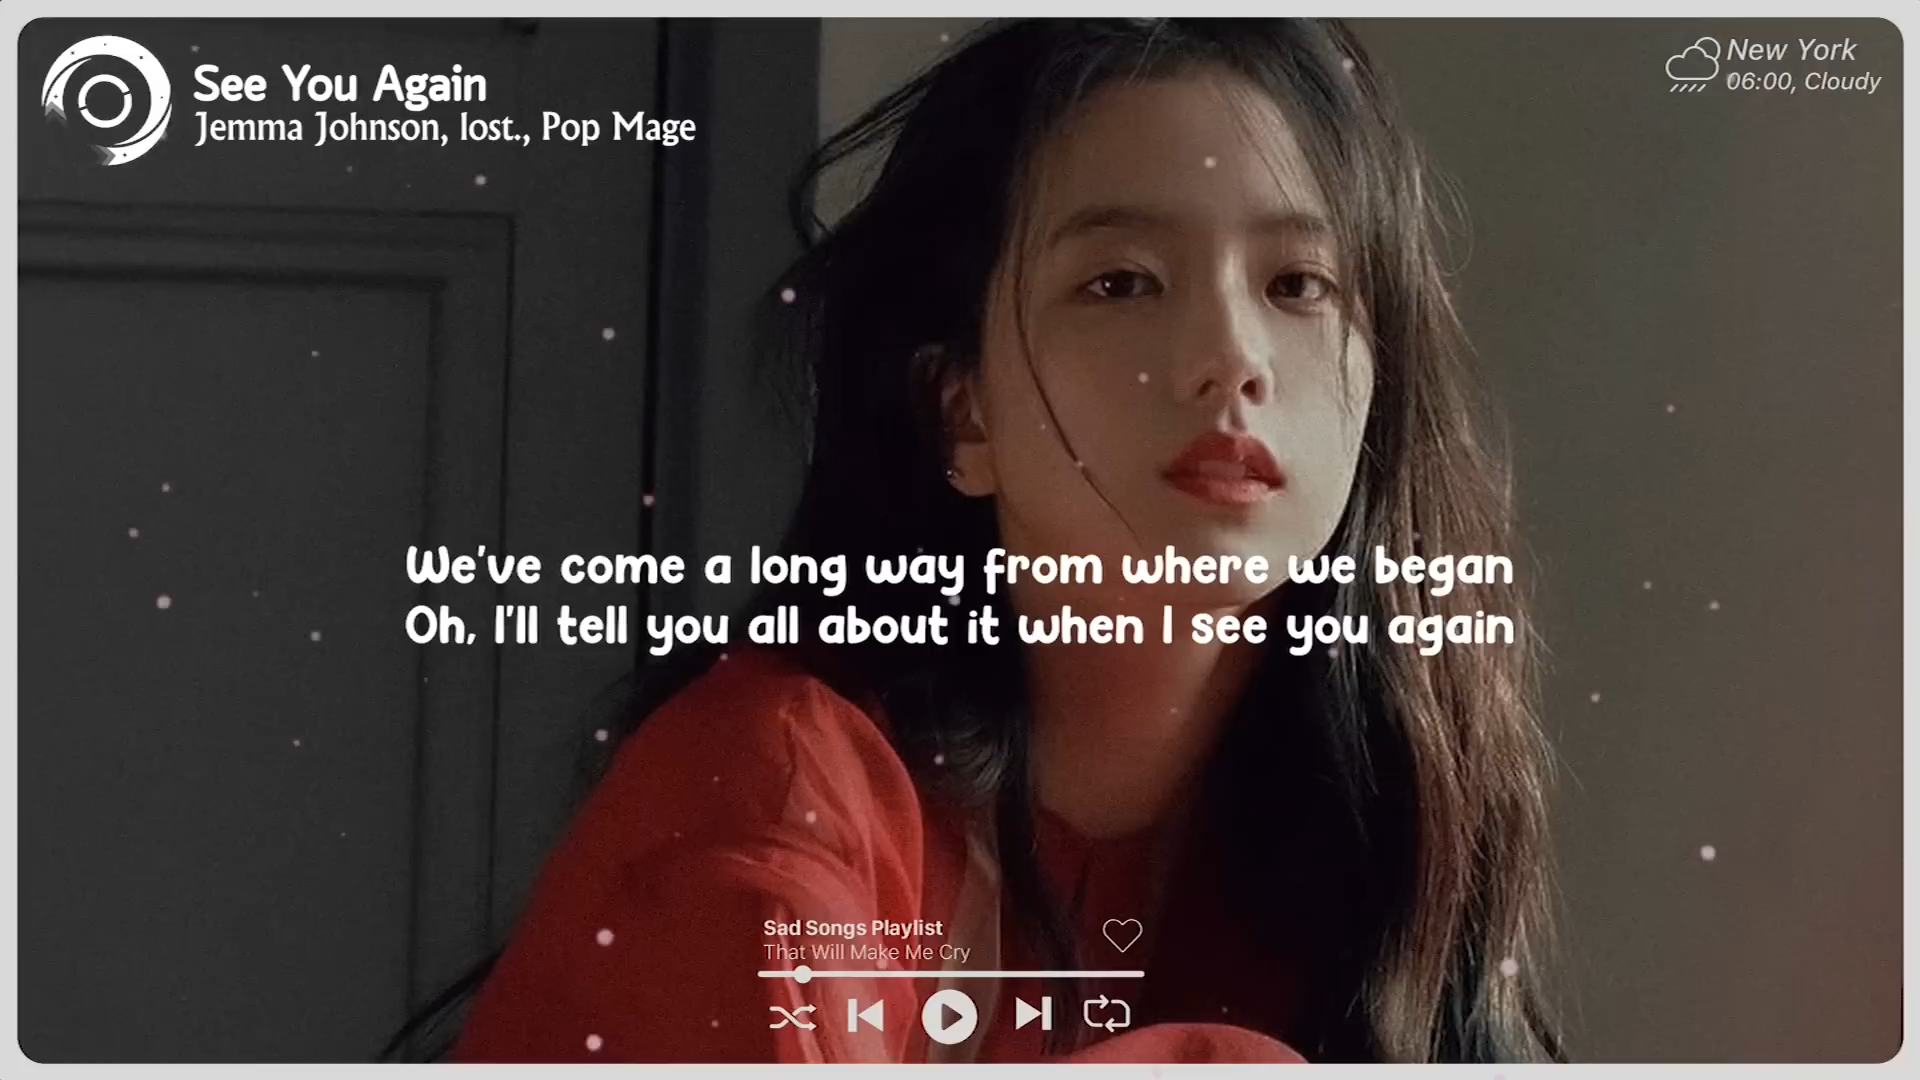 See You Again
Jemma Johnson, lost., Pop Mage
New York
06:00, Cloudy
We've come a long way from where we began
Oh, I'll tell you all about it when I see you again
Sad Songs Playlist
That Will Make Me Cry